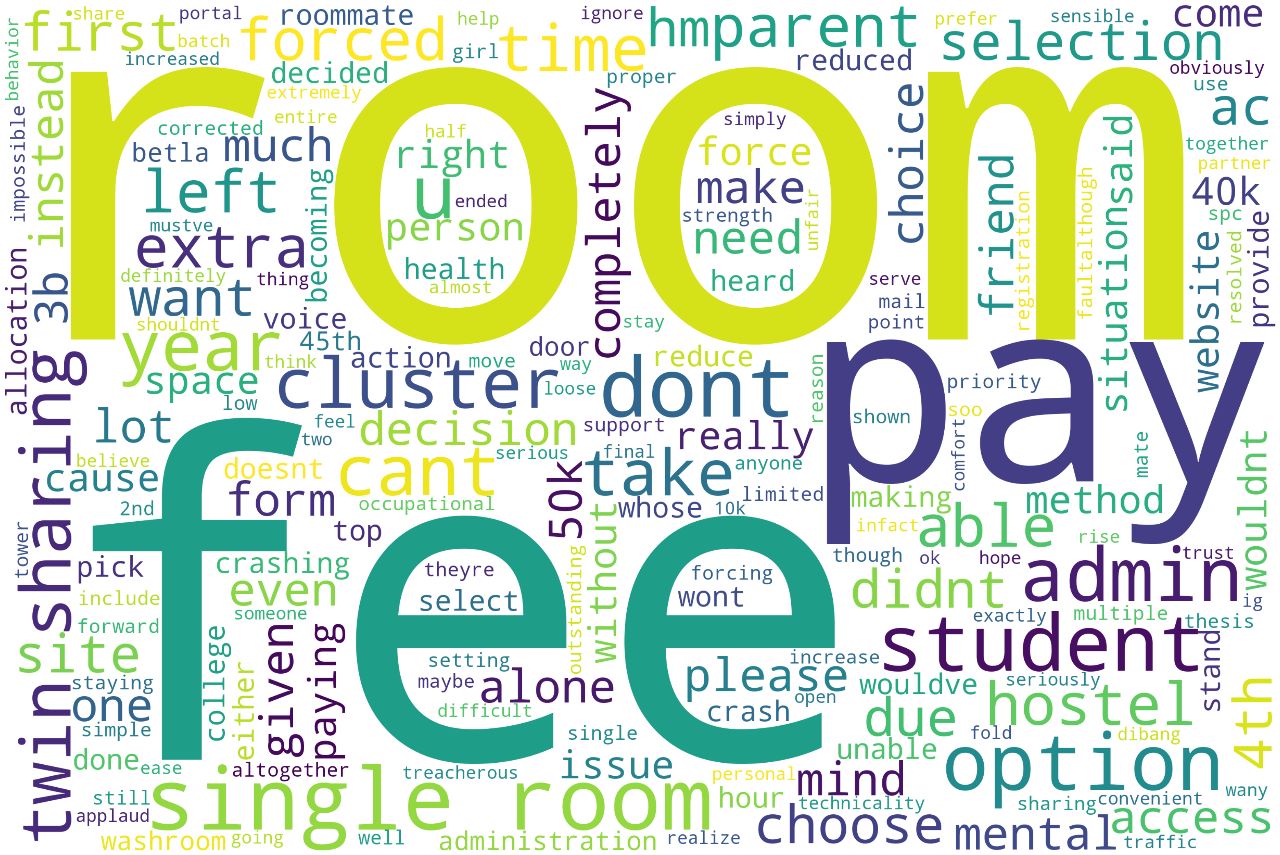 room
pay
fee
single room
twin sharing
cluster
student
dont
option
admin
time
forced
first
hmparent
selection
come
share
portal
batch
behavior
increased
roommate
help
girl
ignore
proper
prefer
sensible
reduced
obviously
use
decided
extremely
entire
instead
corrected
betla
much
left
mustve
extra
definitely
thing
want
shouldnt
voice
becoming
impossible
allocation
3b
half
right
u
ended
person
health
almost
completely
simply
force
make
strength
need
unfair
heard
choice
serve
mail
point
friend
registration
faultalthough
situationsaid
ac
together
partner
40k
spc
provide
website
resolved
year
45th
think
space
low
action
door
move
way
loose
stay
reduce
reason
lot
feel
two
decision
support
really
shown
priority
soo
comfort
mate
cause
believe
doesnt
cant
serious
take
final
anyone
2nd
form
occupational
50k
whose
10k
limited
making
method
wouldnt
tower
pick
top
crashing
without
infact
able
rise
include
even
theyre
select
forcing
wont
though
ok
hope
trust
didnt
ig
forward
someone
outstanding
exactly
multiple
thesis
site
college
given
paying
setting
maybe
alone
please
increase
seriously
stand
staying
one
either
difficult
crash
open
wouldve
hostel
simple
due
4th
done
ease
altogether
treacherous
single
issue
personal
mind
unable
fold
dibang
still
applaud
hour
technicality
sharing
convenient
wany
washroom
going
well
administration
realize
choose
mental
access
traffic